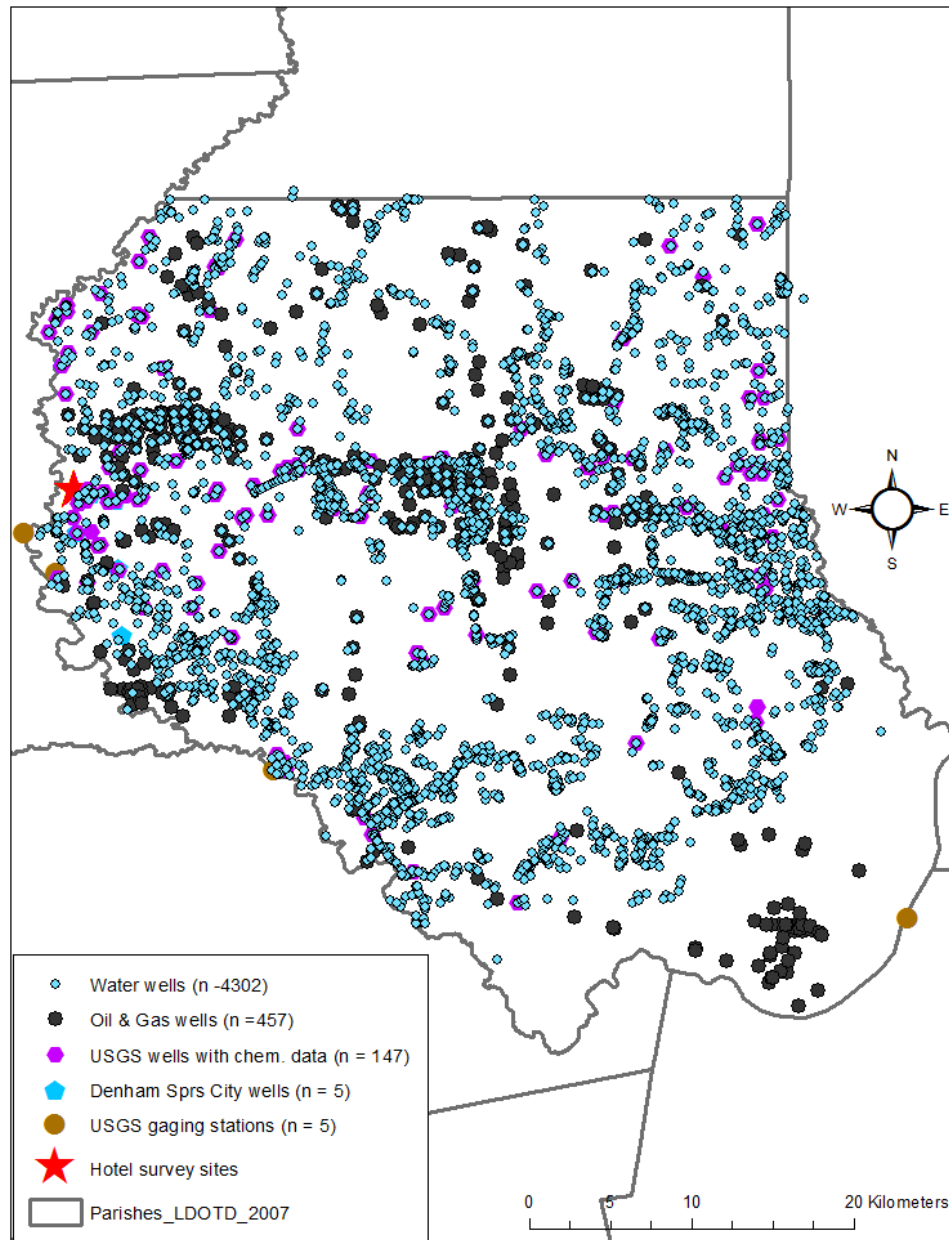 N
W E
S
Water wells (n -4302)
Oil & Gas wells (n =457)
USGS wells with chem. data (n = 147)
Denham Sprs City wells (n = 5)
USGS gaging stations (n = 5)
Hotel survey sites
Parishes_LDOTD_2007
0 5 10 20 Kilometers